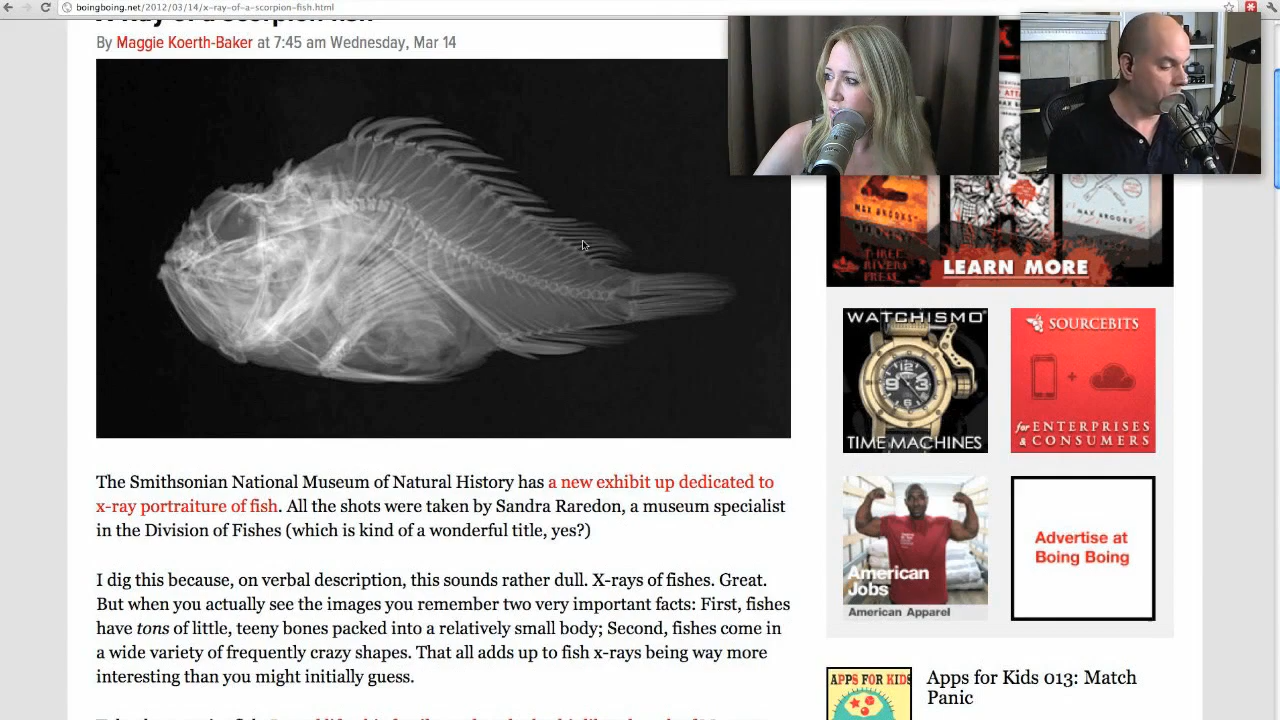 boingboing.net/2012/03/14/x-ray-of-a-scorpion-fish.html
By Maggie Koerth-Baker at 7:45 am Wednesday, Mar 14
MAX BROOKS
MAX BROOKS
THREE
RIVERS
PRESS
LEARN MORE
WATCHISMO
TIME MACHINES
SOURCEBITS
for ENTERPRISES
& CONSUMERS
The Smithsonian National Museum of Natural History has a new exhibit up dedicated to
x-ray portraiture of fish. All the shots were taken by Sandra Raredon, a museum specialist
in the Division of Fishes (which is kind of a wonderful title, yes?)
American
Jobs
American Apparel
Advertise at
Boing Boing
I dig this because, on verbal description, this sounds rather dull. X-rays of fishes. Great.
But when you actually see the images you remember two very important facts: First, fishes
have tons of little, teeny bones packed into a relatively small body; Second, fishes come in
a wide variety of frequently crazy shapes. That all adds up to fish x-rays being way more
interesting than you might initially guess.
APPS FOR KIDS
Apps for Kids 013: Match
Panic